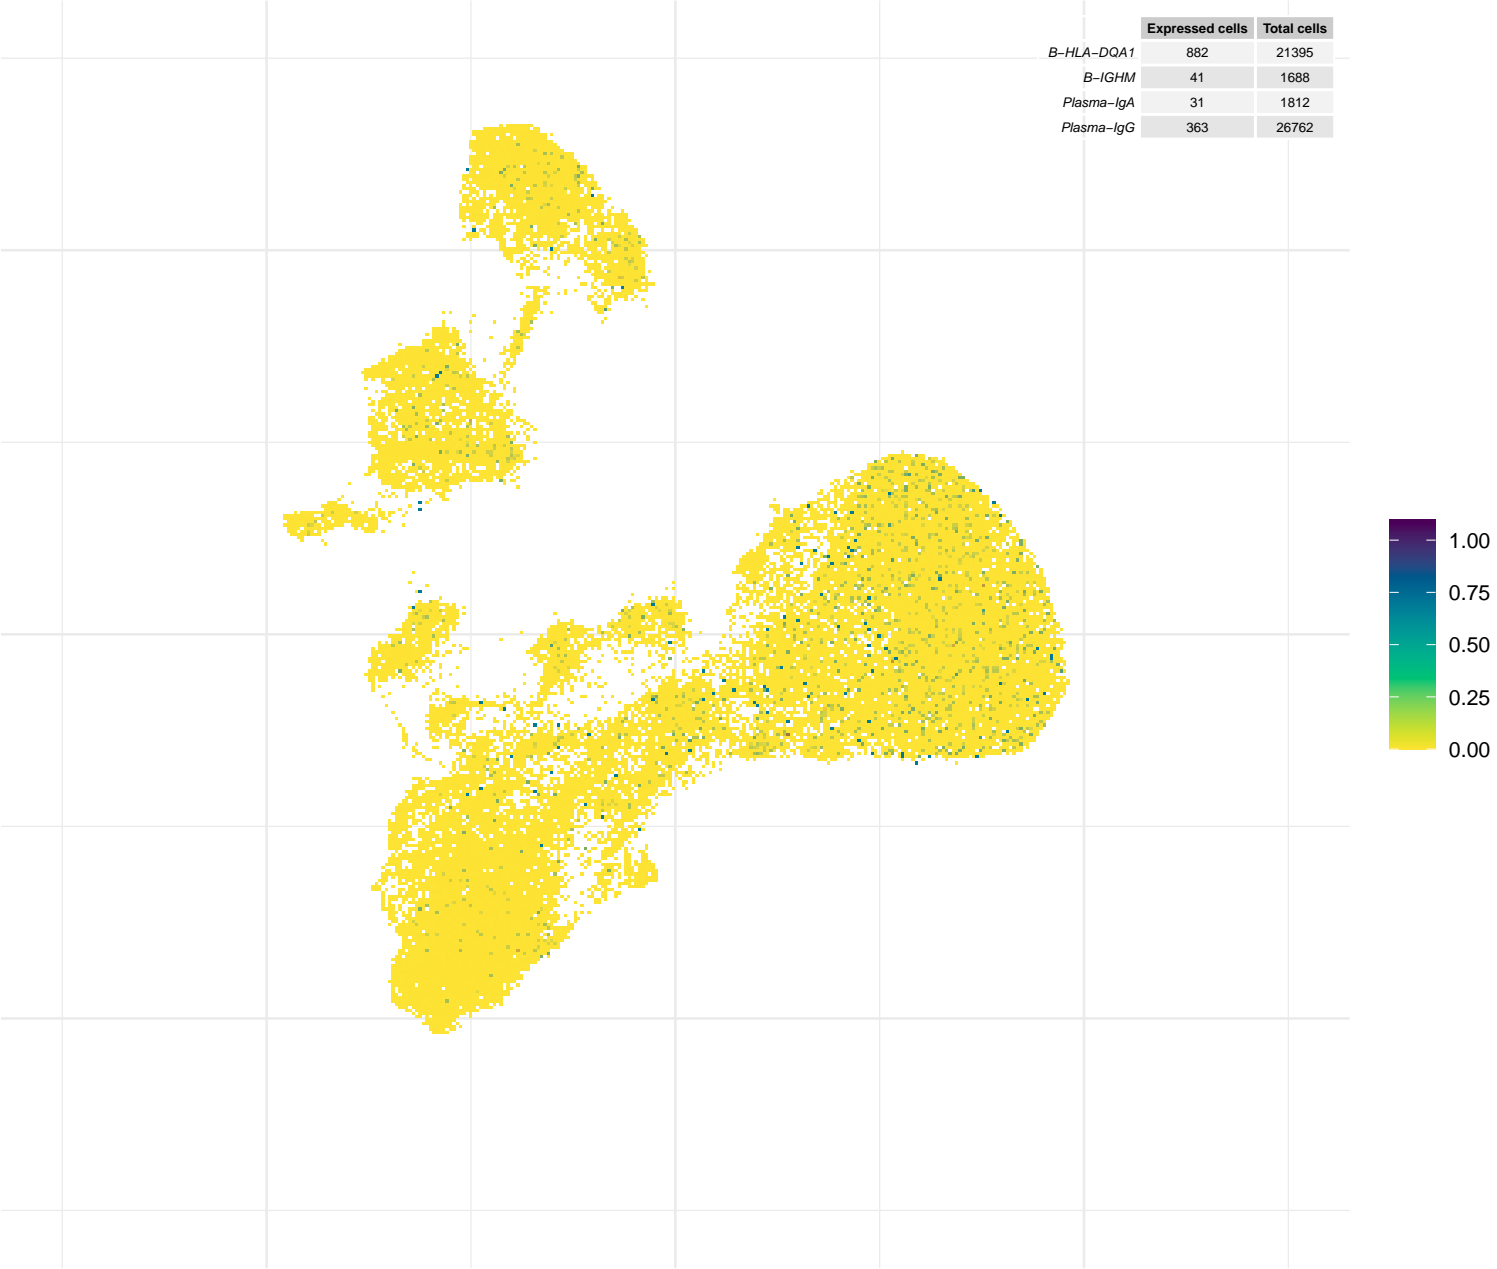 Expressed cells Total cells
B−HLA−DQA1 882 21395
B−IGHM 41 1688
Plasma−IgA 31 1812
Plasma−IgG 363 26762
1.00
0.75
0.50
0.25
0.00